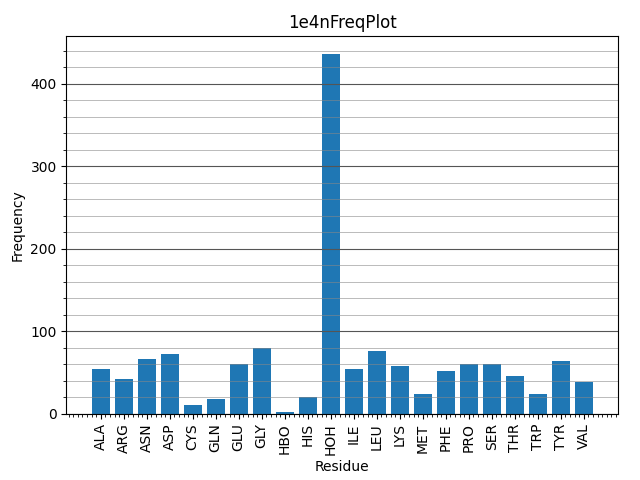 1e4nFreqPlot
Frequency
400
300
200
100
0
ALA ARG ASN ASP CYS GLN GLU GLY HBO HIS HOH ILE LEU LYS MET PHE PRO SER THR TRP TYR VAL
Residue